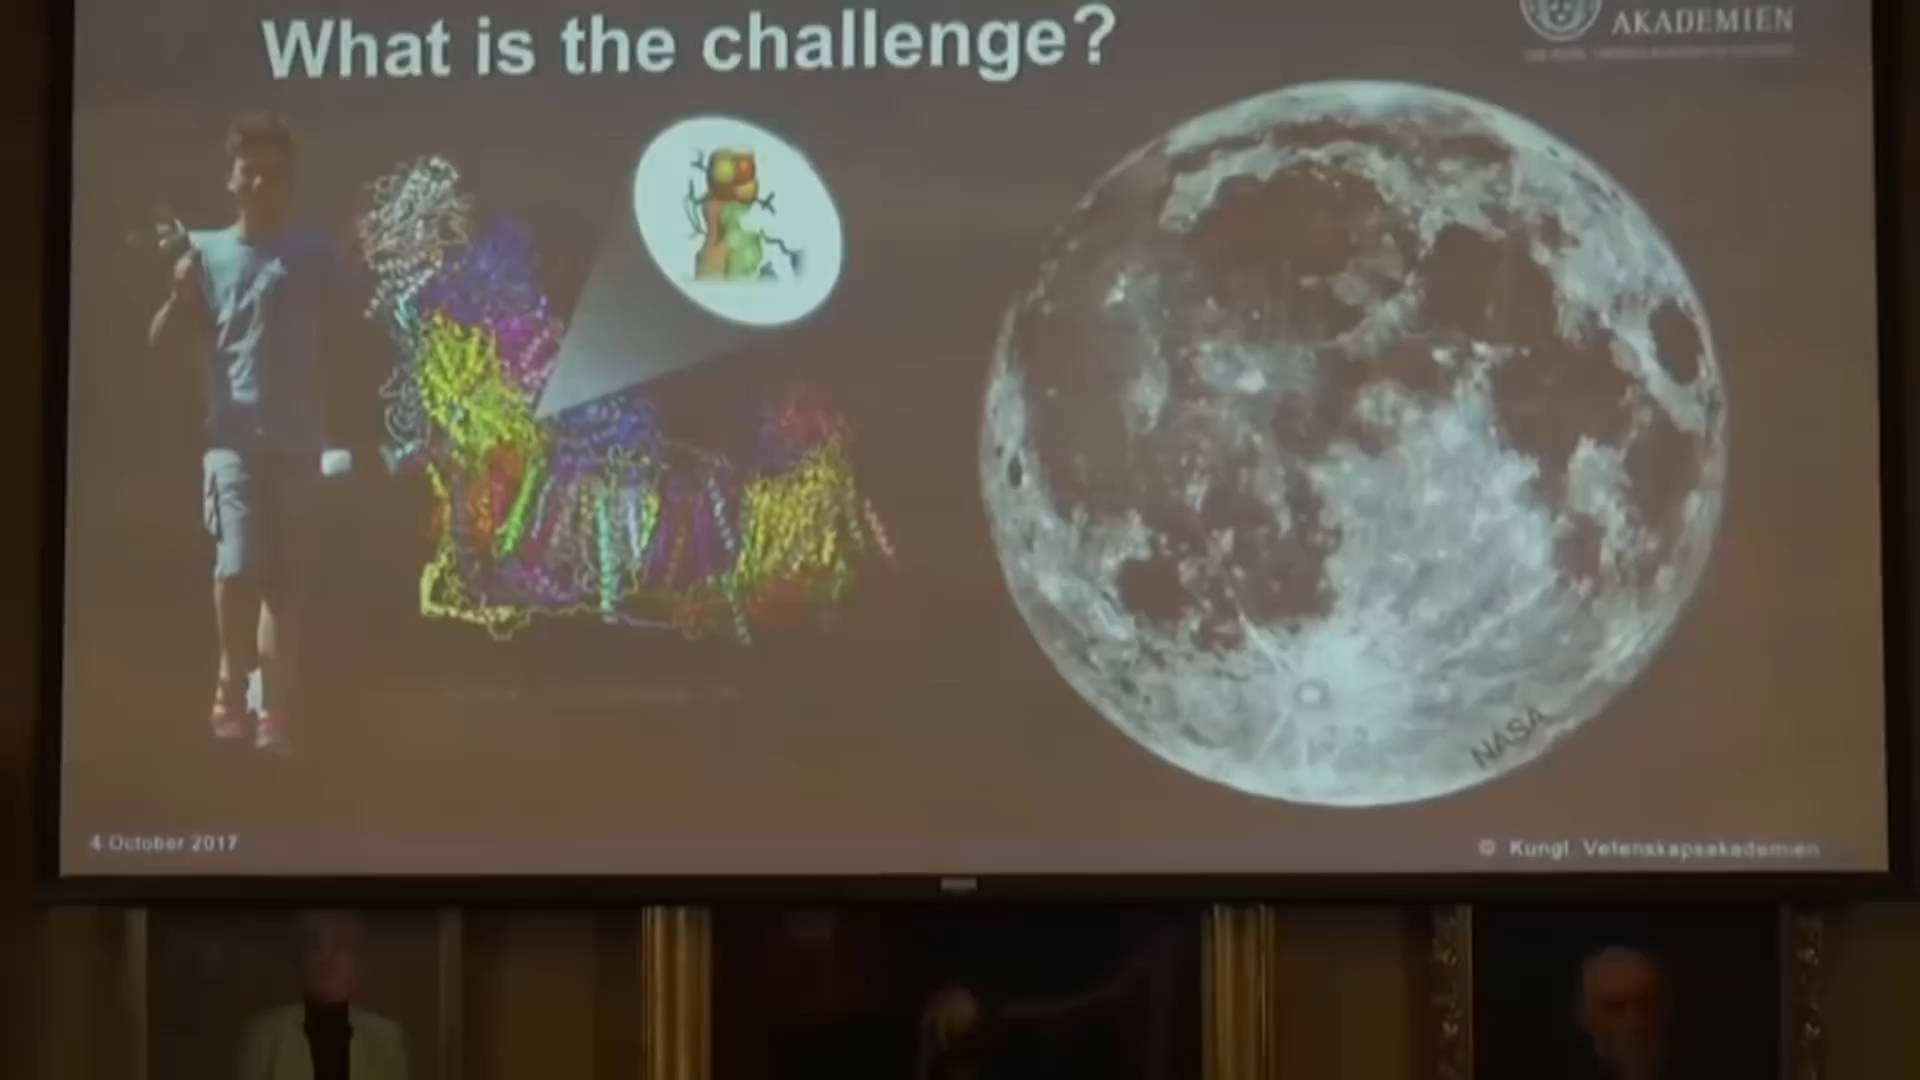 What is the challenge?
AKADEMIEN
NASA
4 October 2017
© Kungl. Vetenskapsakademien